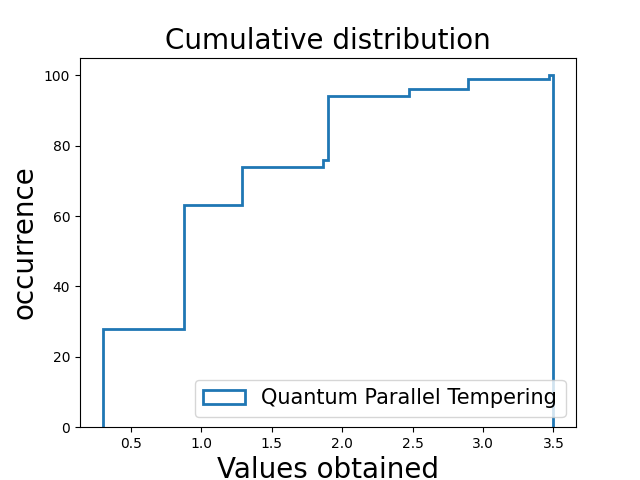 Cumulative distribution
occurrence
100
80
60
40
20
0
Quantum Parallel Tempering
0.5 1.0 1.5 2.0 2.5 3.0 3.5
Values obtained